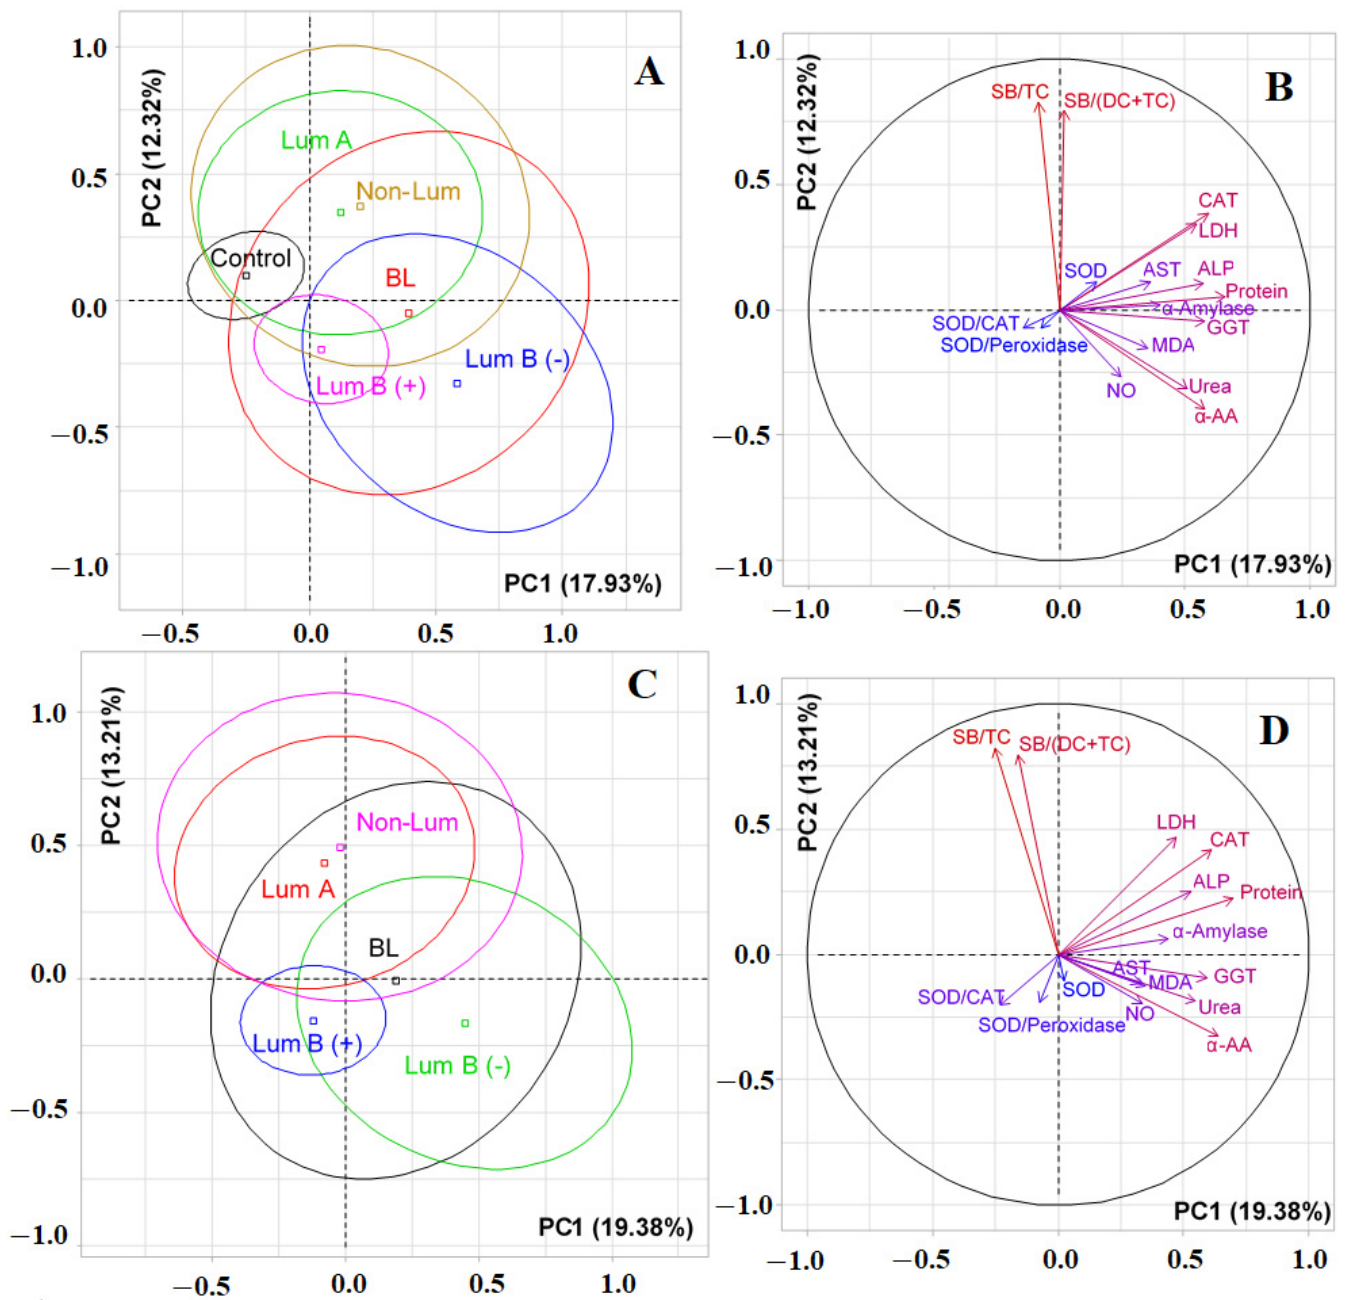 A
PC2 (12.32%)
1.0
0.5
0.0
−0.5
−1.0
Lum A
Non-Lum
Control
BL
Lum B (-)
Lum B (+)
PC1 (17.93%)
−0.5
0.0
0.5
1.0
B
PC2 (12.32%)
1.0
0.5
0.0
−0.5
−1.0
SB/TC
SB/(DC+TC)
CAT
LDH
SOD
AST
ALP
Protein
α-Amylase
SOD/CAT
GGT
SOD/Peroxidase
MDA
NO
Urea
α-AA
PC1 (17.93%)
−1.0
−0.5
0.0
0.5
1.0
C
PC2 (13.21%)
1.0
0.5
0.0
−0.5
−1.0
Non-Lum
Lum A
BL
Lum B (+)
Lum B (-)
PC1 (19.38%)
−0.5
0.0
0.5
1.0
D
PC2 (13.21%)
1.0
0.5
0.0
−0.5
−1.0
SB/TC
SB/(DC+TC)
LDH
CAT
ALP
Protein
α-Amylase
AST
GGT
MDA
SOD
SOD/CAT
Urea
NO
SOD/Peroxidase
α-AA
PC1 (19.38%)
−1.0
−0.5
0.0
0.5
1.0